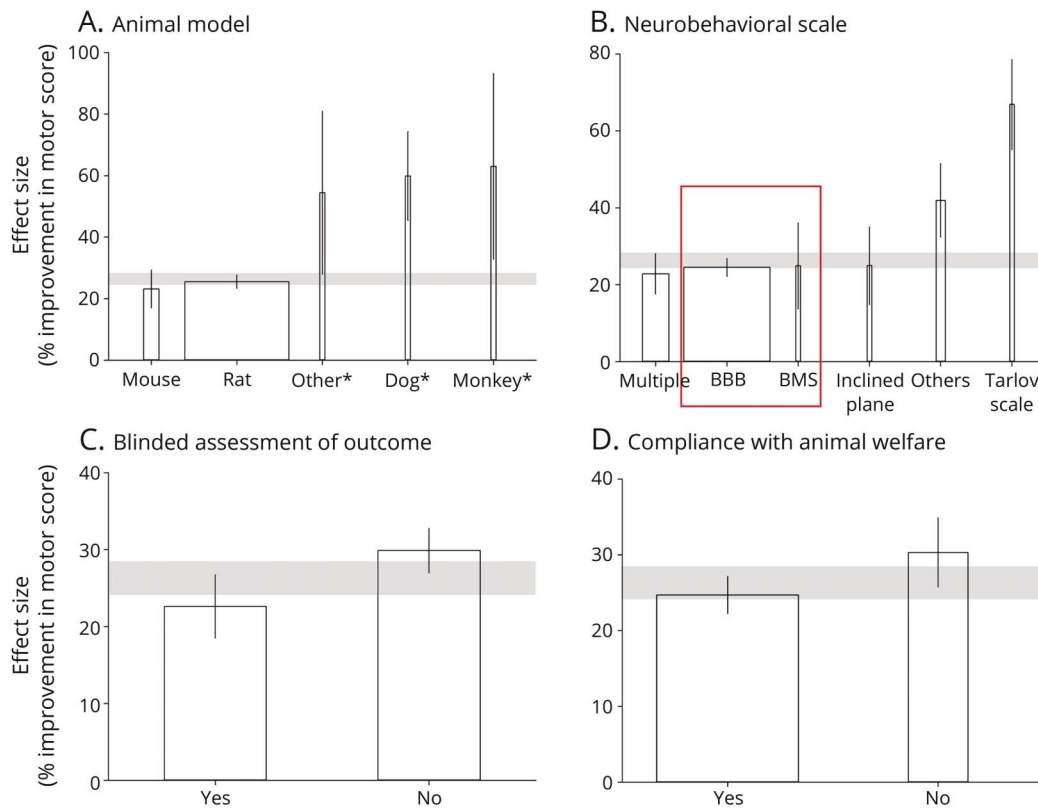 A. Animal model
Effect size
(% improvement in motor score)
100
80
60
40
20
0
Mouse
Rat
Other*
Dog*
Monkey*
B. Neurobehavioral scale
80
60
40
20
0
Multiple
BBB
BMS
Inclined
plane
Others
Tarlov
scale
C. Blinded assessment of outcome
Effect size
(% improvement in motor score)
40
30
20
10
0
Yes
No
D. Compliance with animal welfare
40
30
20
10
0
Yes
No